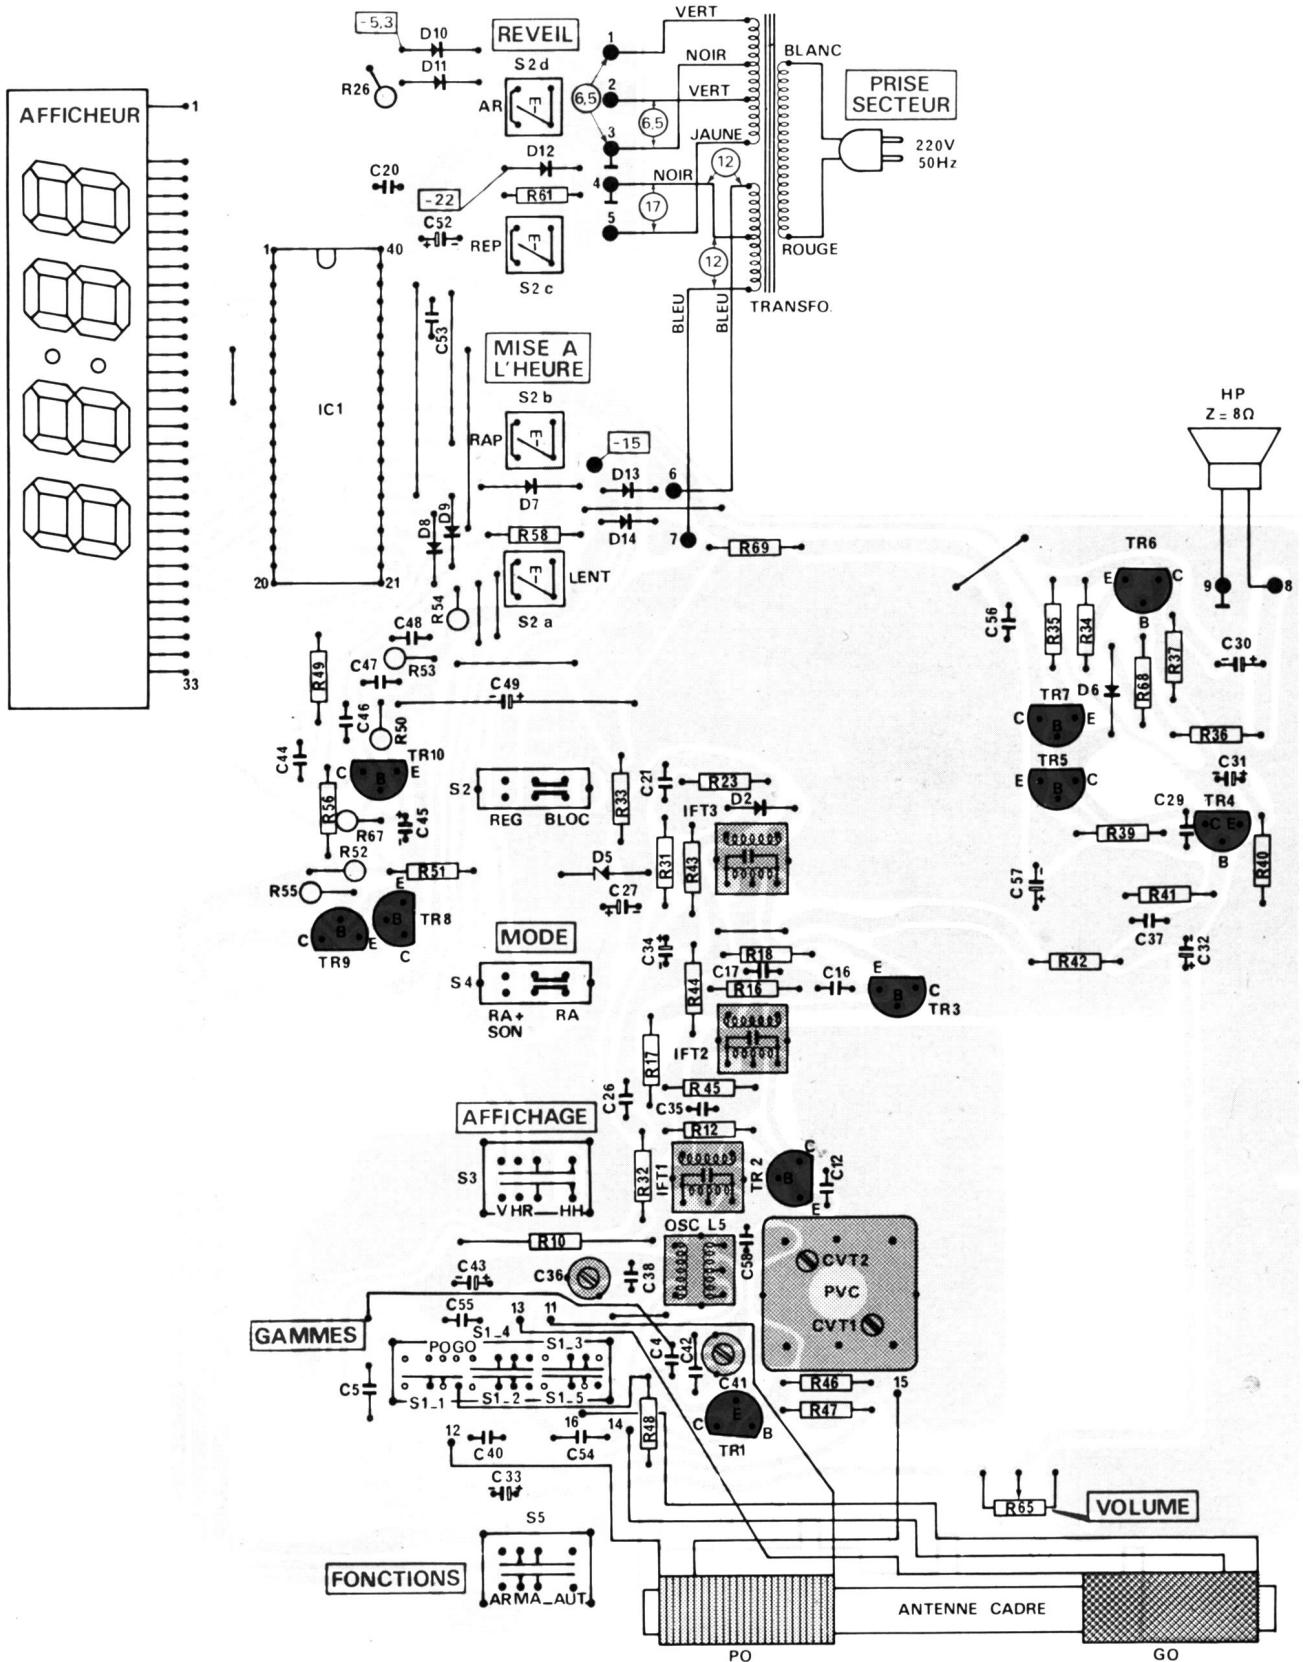 -5,3
D10
REVEIL
1
VERT
D11
S2d
NOIR
BLANC
R26
AR
6,5
2
VERT
PRISE
SECTEUR
AFFICHEUR
1
6,5
3
JAUNE
220V
50Hz
D12
12
C20
4
NOIR
-22
R61
17
C52
+
-
REP
5
1
40
12
ROUGE
S2c
BLEU
BLEU
TRANSFO.
C53
MISE A
L'HEURE
S2b
IC1
RAP
-15
HP
Z = 8Ω
D13
6
D7
D8
D9
R58
D14
7
R69
TR6
E
C
B
20
21
LENT
9
8
R54
S2a
C56
R35
R34
R37
C48
R53
R49
C47
C30
-
+
33
C49
-
+
D6
R68
C46
R50
TR7
C
B
E
R36
C44
TR10
C
B
E
TR5
E
B
C
C31
S2
REG
BLOC
R33
C21
R23
D2
R56
R67
C45
IFT3
C29
TR4
C
E
B
R39
R40
R52
R51
D5
R31
R43
R55
E
B
C
TR8
C27
+
-
C57
-
+
R41
C
B
E
TR9
MODE
C34
R18
C37
C32
S4
C17
R16
C16
E
B
C
TR3
R42
R44
RA +
SON
RA
IFT2
R17
R45
AFFICHAGE
C26
C35
R12
S3
R32
IFT1
TR2
C
B
E
C12
V
HR
HH
OSC
L5
R10
C58
C43
-
+
C36
C38
CVT2
PVC
C55
13
11
CVT1
GAMMES
S1_4
PO GO
S1_3
C4
C42
C5
C41
R46
15
S1_1
S1_2
S1_5
R47
12
16
14
R48
C
E
B
TR1
C40
C54
C33
-
+
R65
VOLUME
S5
FONCTIONS
AR
MA_AUT
ANTENNE CADRE
PO
GO